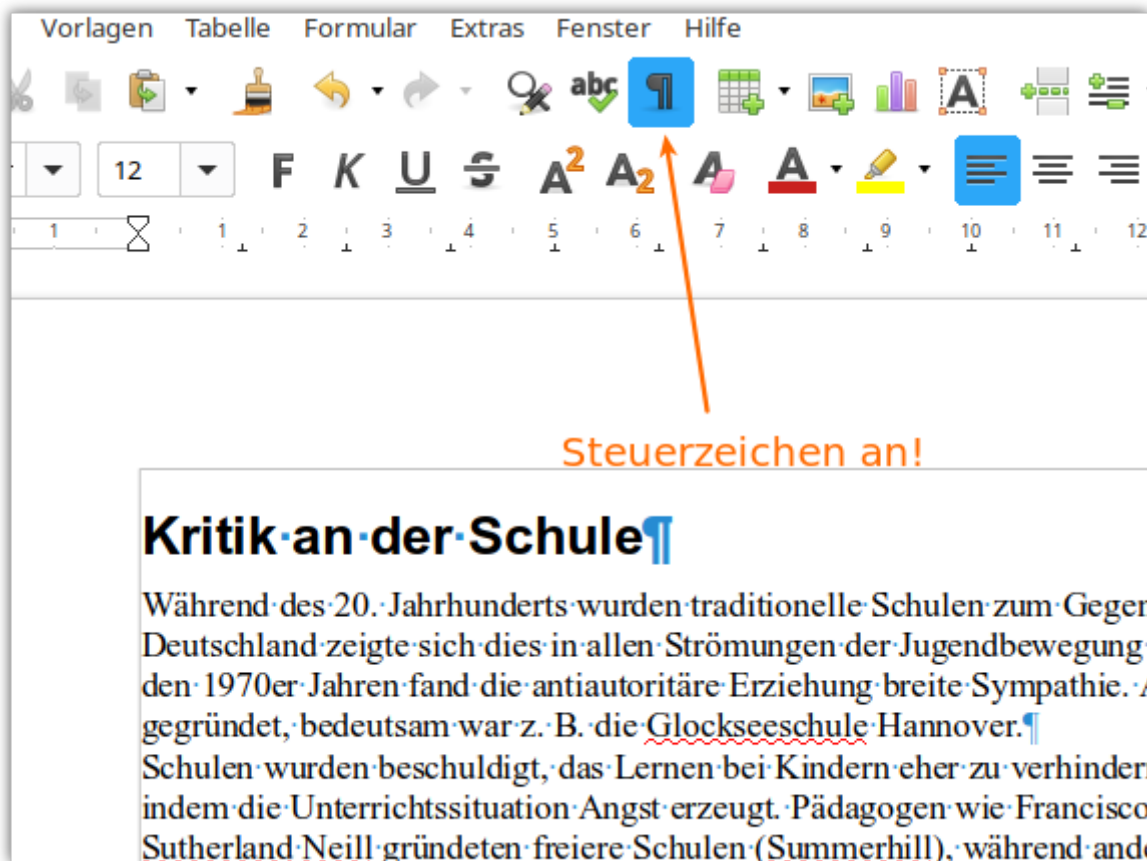 Vorlagen Tabelle Formular Extras Fenster Hilfe
abc A
12 F K U S A2 A2 A A
1 1 2 3 4 5 6 7 8 9 10 11 12
Steuerzeichen an!
Kritik·an·der·Schule¶
Während·des·20.·Jahrhunderts·wurden·traditionelle·Schulen·zum·Gegen
Deutschland·zeigte·sich·dies·in·allen·Strömungen·der·Jugendbewegung·
den·1970er·Jahren·fand·die·antiautoritäre·Erziehung·breite·Sympathie.·A
gegründet,·bedeutsam·war·z.·B.·die·Glockseeschule·Hannover.¶
Schulen·wurden·beschuldigt,·das·Lernen·bei·Kindern·eher·zu·verhindern
indem·die·Unterrichtssituation·Angst·erzeugt.·Pädagogen·wie·Francisco
Sutherland·Neill·gründeten·freiere·Schulen·(Summerhill),·während·and